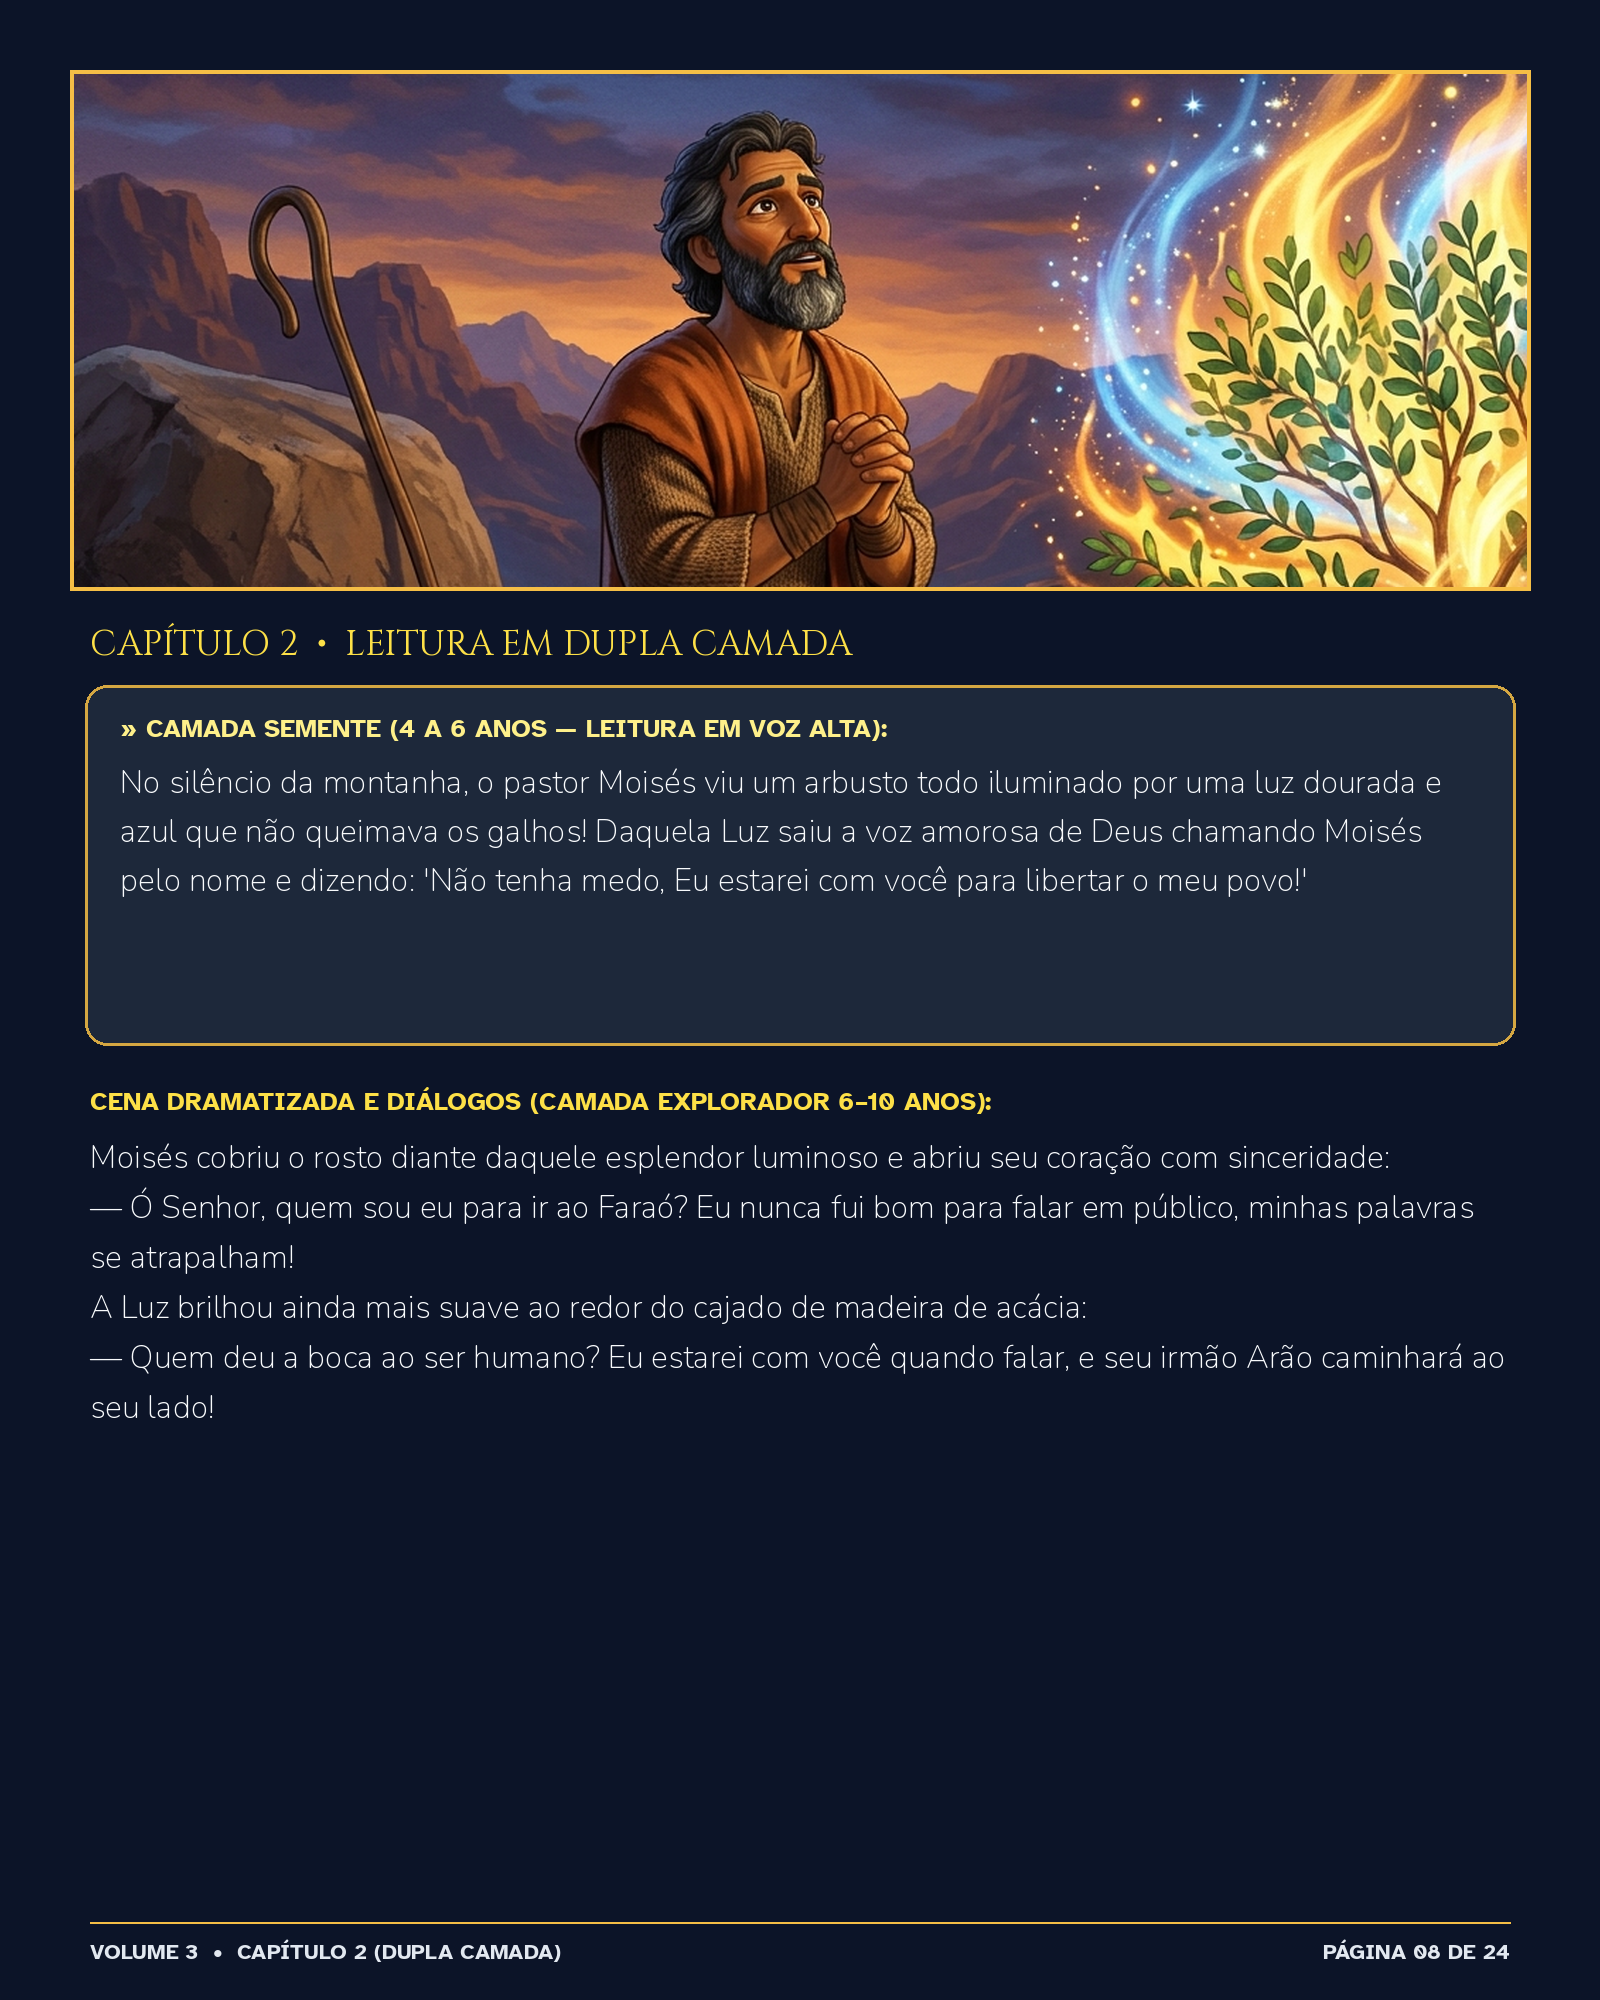 CAPÍTULO 2 • LEITURA EM DUPLA CAMADA
» CAMADA SEMENTE (4 A 6 ANOS — LEITURA EM VOZ ALTA):
No silêncio da montanha, o pastor Moisés viu um arbusto todo iluminado por uma luz dourada e
azul que não queimava os galhos! Daquela Luz saiu a voz amorosa de Deus chamando Moisés
pelo nome e dizendo: 'Não tenha medo, Eu estarei com você para libertar o meu povo!'
CENA DRAMATIZADA E DIÁLOGOS (CAMADA EXPLORADOR 6–10 ANOS):
Moisés cobriu o rosto diante daquele esplendor luminoso e abriu seu coração com sinceridade:
— Ó Senhor, quem sou eu para ir ao Faraó? Eu nunca fui bom para falar em público, minhas palavras
se atrapalham!
A Luz brilhou ainda mais suave ao redor do cajado de madeira de acácia:
— Quem deu a boca ao ser humano? Eu estarei com você quando falar, e seu irmão Arão caminhará ao
seu lado!
VOLUME 3 • CAPÍTULO 2 (DUPLA CAMADA)
PÁGINA 08 DE 24